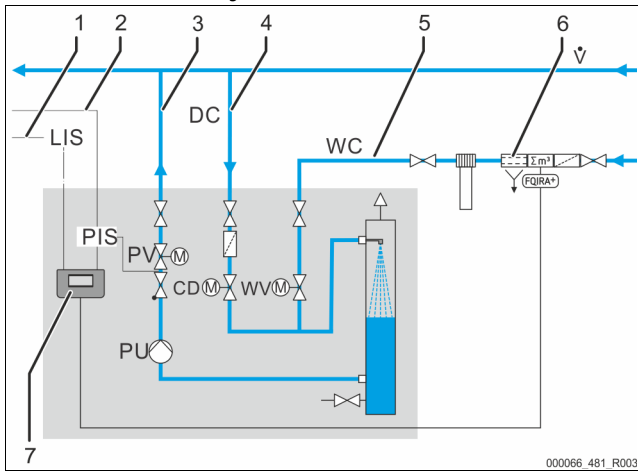 1 2 3 4 5 6
V̇
DC
LIS
WC
Σ m³
FQIRA+
PIS
PV M
CD M WV M
PU
7
000066_481_R003